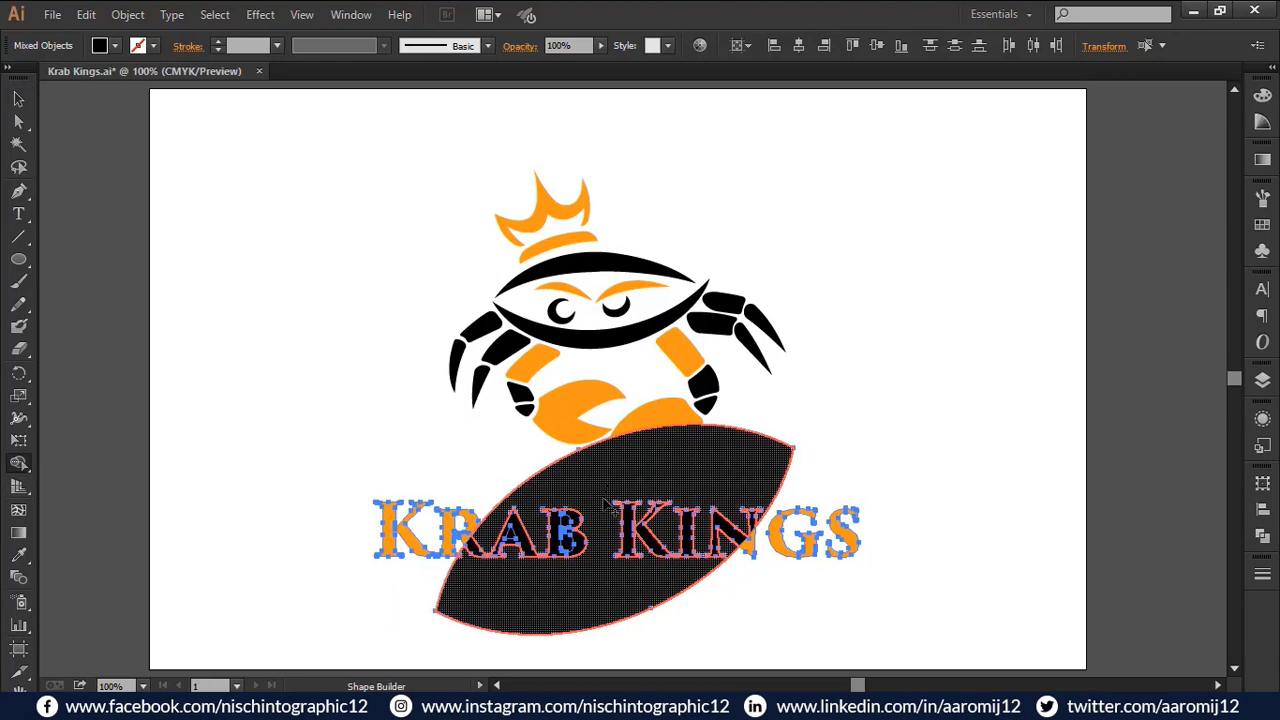 Ai File Edit Object Type Select Effect View Window Help Br Essentials
Mixed Objects Stroke: Basic Opacity: 100% Style: Transform
Krab Kings.ai* @ 100% (CMYK/Preview)
KRAB KINGS
100% 1 Shape Builder
www.facebook.com/nischintographic12 www.instagram.com/nischintographic12 www.linkedin.com/in/aaromij12 twitter.com/aaromij12